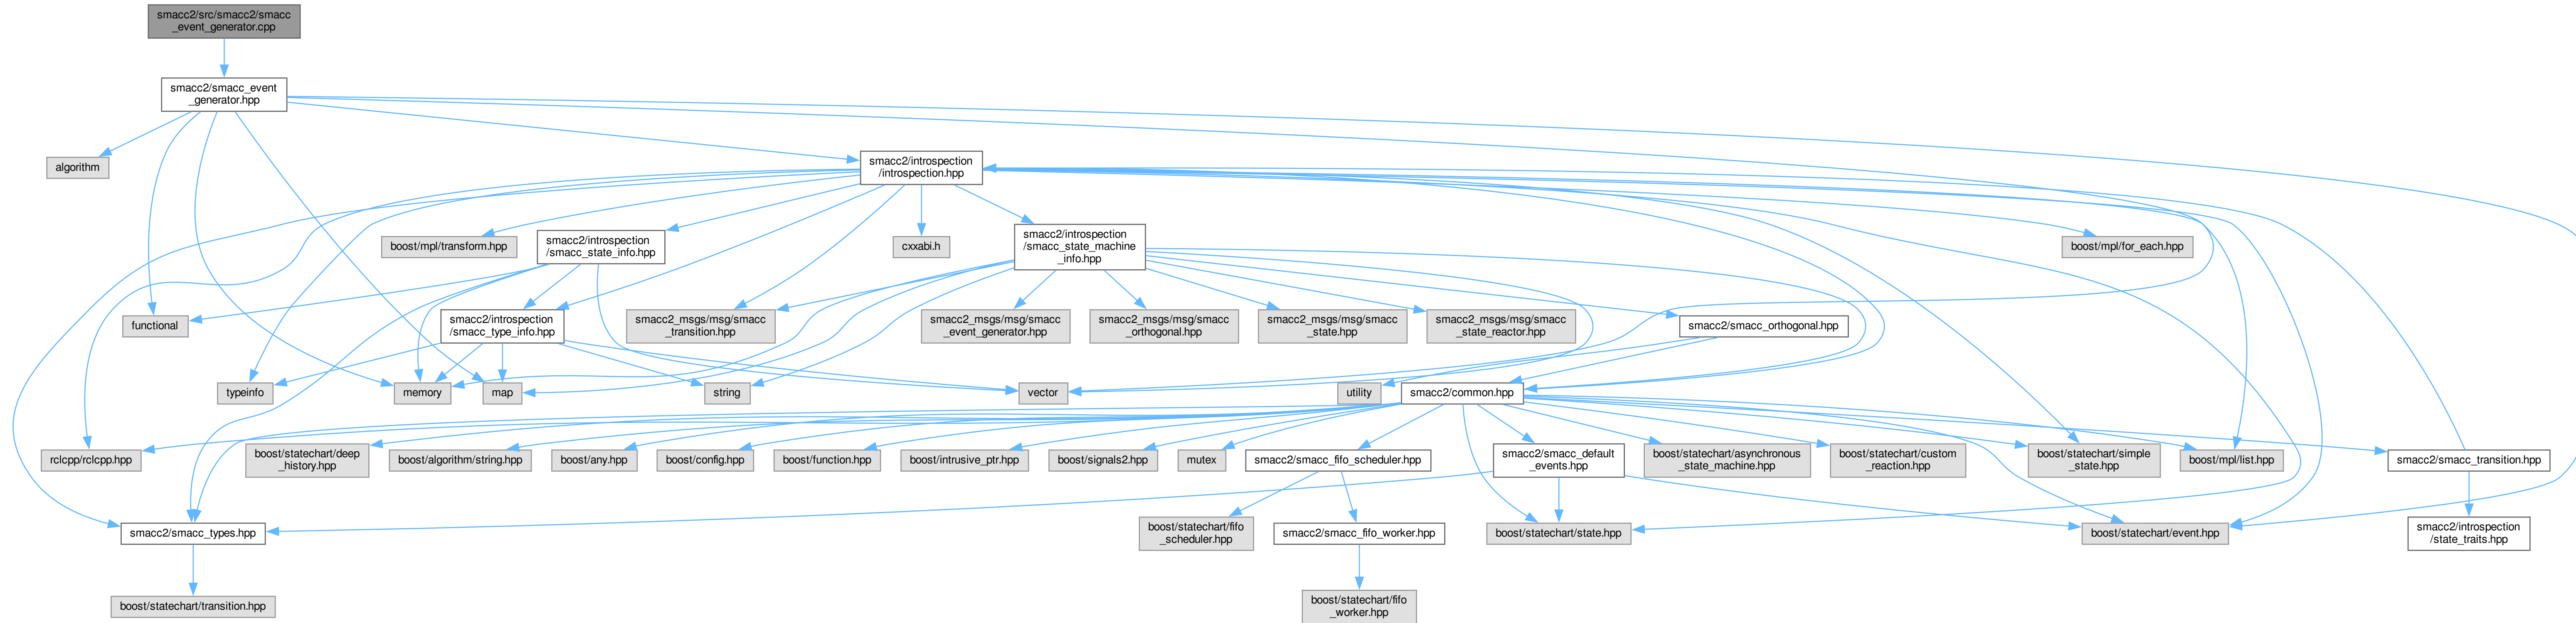 smacc2/src/smacc2/smacc
_event_generator.cpp
smacc2/smacc_event
_generator.hpp
algorithm
smacc2/introspection
/introspection.hpp
boost/mpl/transform.hpp
smacc2/introspection
/smacc_state_info.hpp
cxxabi.h
smacc2/introspection
/smacc_state_machine
_info.hpp
boost/mpl/for_each.hpp
functional
smacc2/introspection
/smacc_type_info.hpp
smacc2_msgs/msg/smacc
_transition.hpp
smacc2_msgs/msg/smacc
_event_generator.hpp
smacc2_msgs/msg/smacc
_orthogonal.hpp
smacc2_msgs/msg/smacc
_state.hpp
smacc2_msgs/msg/smacc
_state_reactor.hpp
smacc2/smacc_orthogonal.hpp
typeinfo
memory
map
string
vector
utility
smacc2/common.hpp
rclcpp/rclcpp.hpp
boost/statechart/deep
_history.hpp
boost/algorithm/string.hpp
boost/any.hpp
boost/config.hpp
boost/function.hpp
boost/intrusive_ptr.hpp
boost/signals2.hpp
mutex
smacc2/smacc_fifo_scheduler.hpp
smacc2/smacc_default
_events.hpp
boost/statechart/asynchronous
_state_machine.hpp
boost/statechart/custom
_reaction.hpp
boost/statechart/simple
_state.hpp
boost/mpl/list.hpp
smacc2/smacc_transition.hpp
smacc2/smacc_types.hpp
boost/statechart/fifo
_scheduler.hpp
smacc2/smacc_fifo_worker.hpp
boost/statechart/state.hpp
boost/statechart/event.hpp
smacc2/introspection
/state_traits.hpp
boost/statechart/transition.hpp
boost/statechart/fifo
_worker.hpp